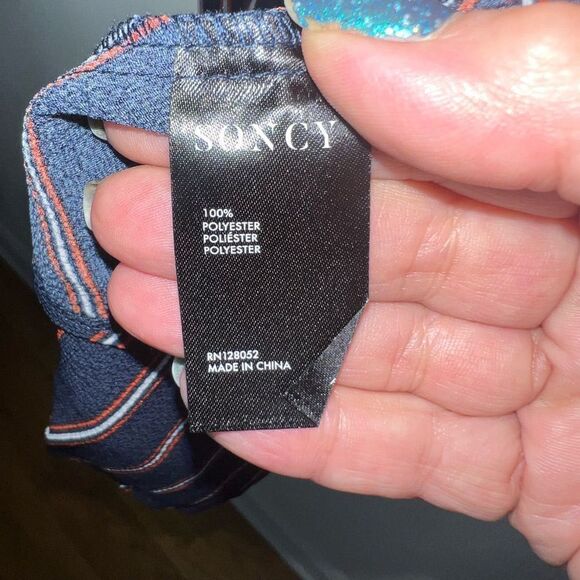 SONCY
100%
POLYESTER
POLIÉSTER
POLYESTER
RN128052
MADE IN CHINA